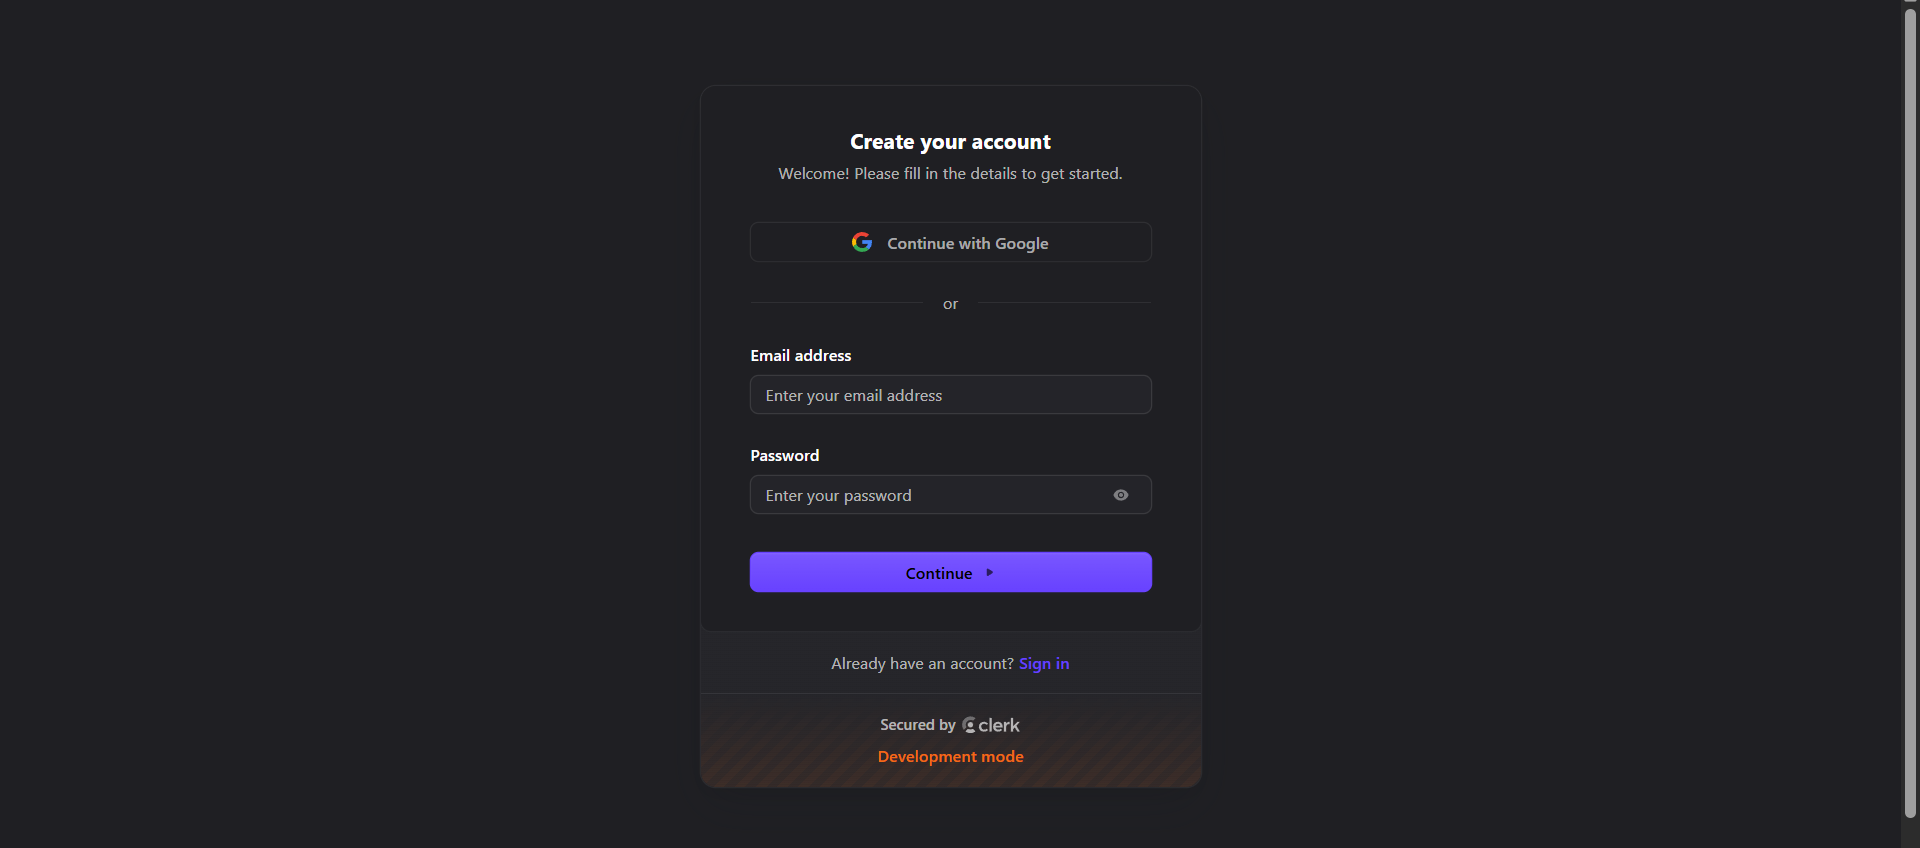 Create your account
Welcome! Please fill in the details to get started.
Continue with Google
or
Email address
Enter your email address
Password
Enter your password
Continue
Already have an account? Sign in
Secured by clerk
Development mode